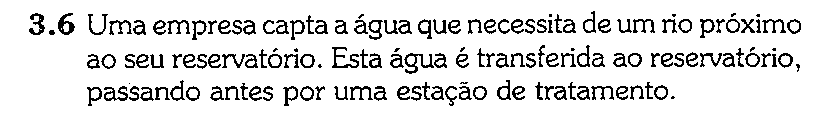 3.6 Uma empresa capta a água que necessita de um rio próximo
ao seu reservatório. Esta água é transferida ao reservatório,
passando antes por uma estação de tratamento.